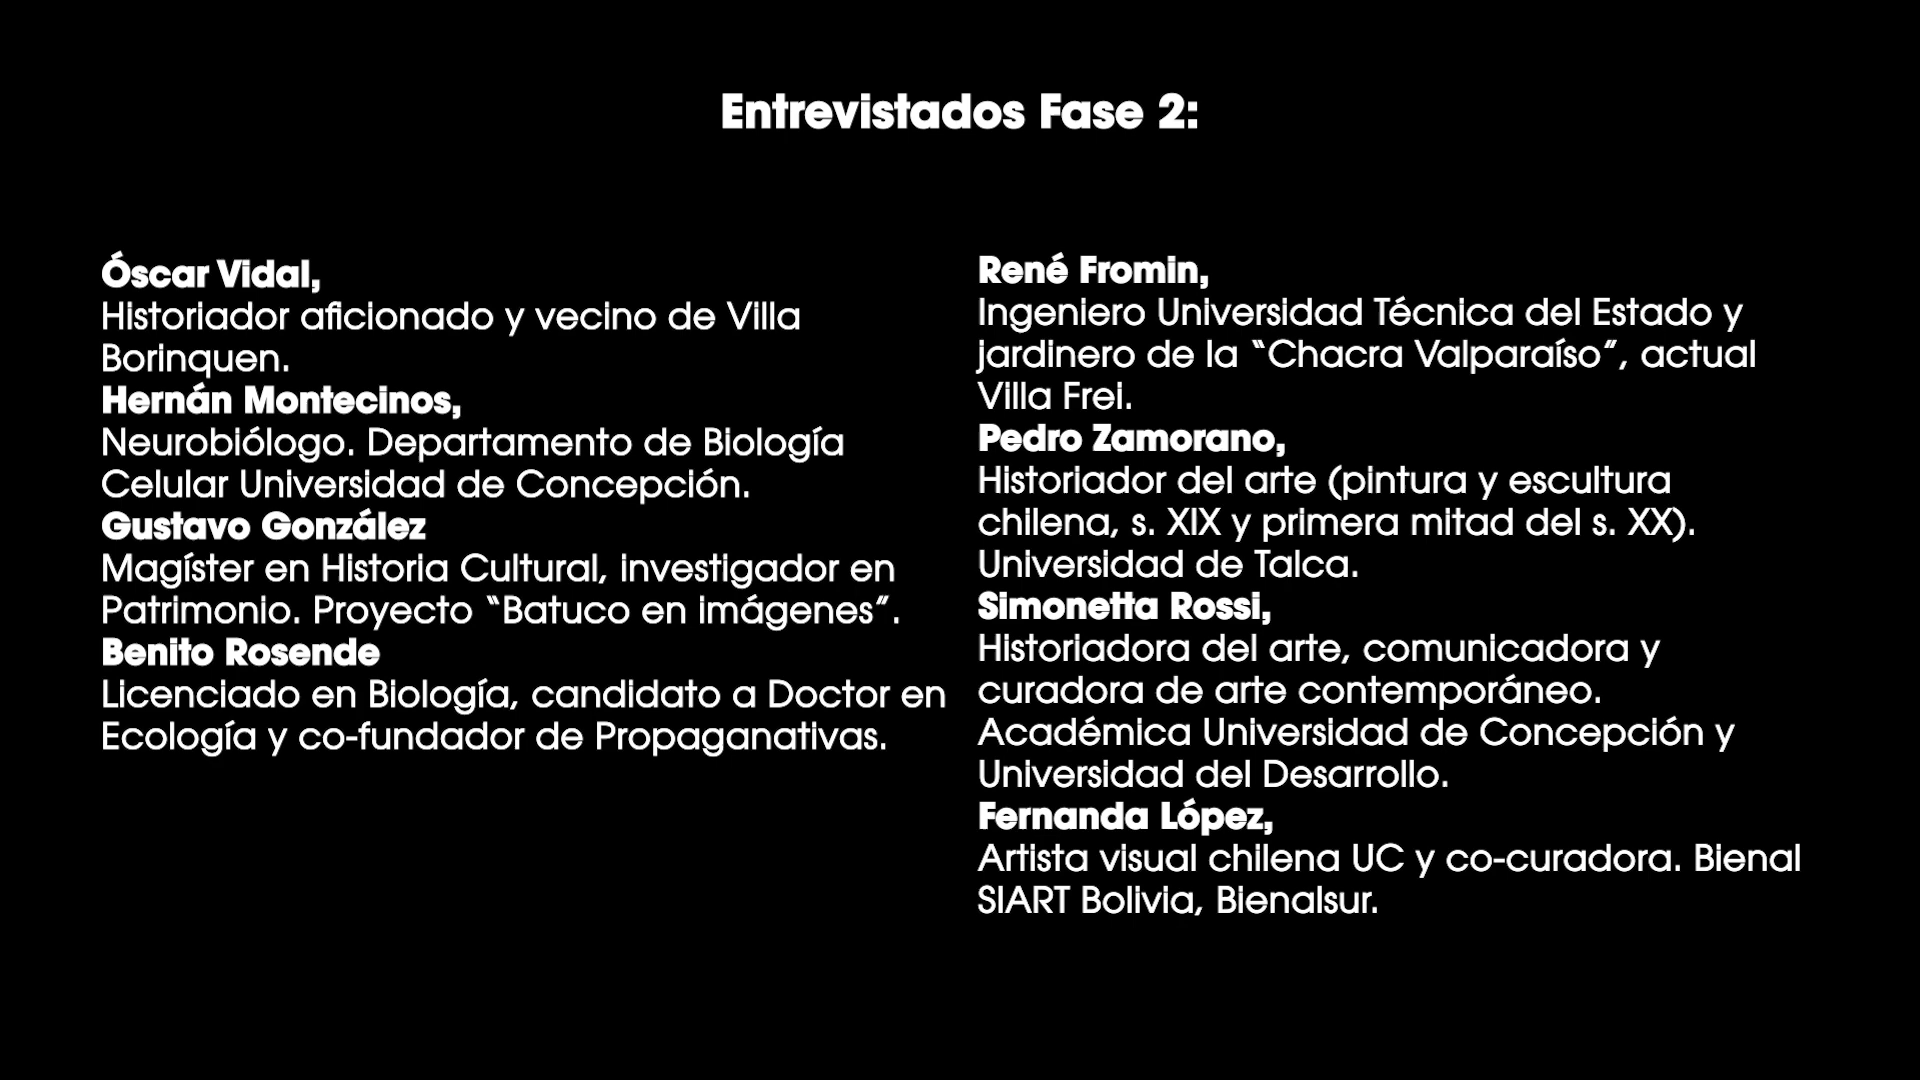 Entrevistados Fase 2:
Óscar Vidal,
Historiador aficionado y vecino de Villa
Borinquen.
Hernán Montecinos,
Neurobiólogo. Departamento de Biología
Celular Universidad de Concepción.
Gustavo González
Magíster en Historia Cultural, investigador en
Patrimonio. Proyecto “Batuco en imágenes”.
Benito Rosende
Licenciado en Biología, candidato a Doctor en
Ecología y co-fundador de Propaganativas.
René Fromin,
Ingeniero Universidad Técnica del Estado y
jardinero de la “Chacra Valparaíso”, actual
Villa Frei.
Pedro Zamorano,
Historiador del arte (pintura y escultura
chilena, s. XIX y primera mitad del s. XX).
Universidad de Talca.
Simonetta Rossi,
Historiadora del arte, comunicadora y
curadora de arte contemporáneo.
Académica Universidad de Concepción y
Universidad del Desarrollo.
Fernanda López,
Artista visual chilena UC y co-curadora. Bienal
SIART Bolivia, Bienalsur.